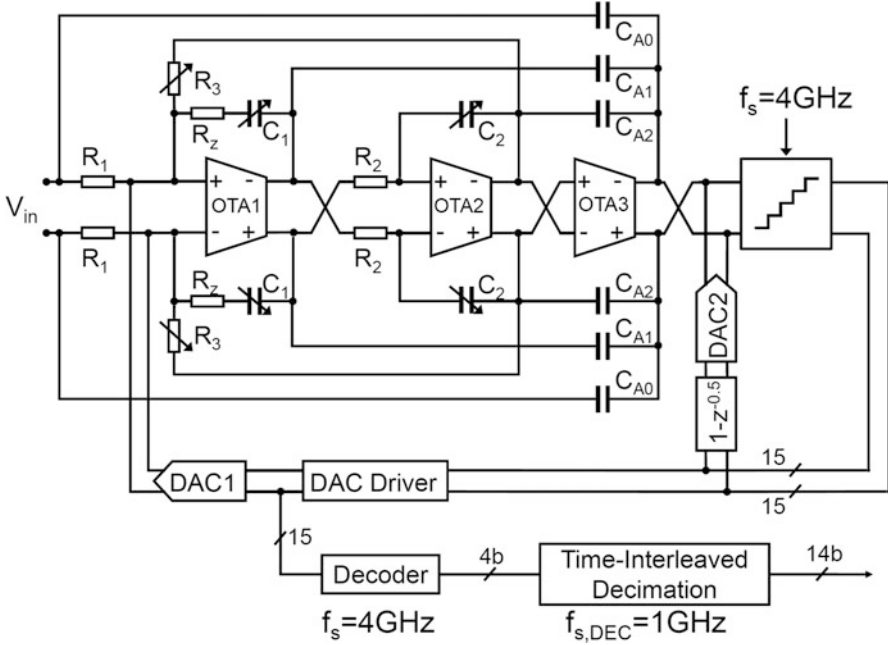 C_A0
R_3
C_A1
f_s=4GHz
R_z
C_1
C_2
C_A2
R_1
R_2
+
-
+
-
+
-
V_in
OTA1
OTA2
OTA3
-
+
-
+
-
+
R_1
R_2
R_z
C_1
C_2
C_A2
DAC2
R_3
C_A1
C_A0
1-z^-0.5
15
DAC1
DAC Driver
15
15
Decoder
4b
Time-Interleaved
14b
Decimation
f_s=4GHz
f_s,DEC=1GHz